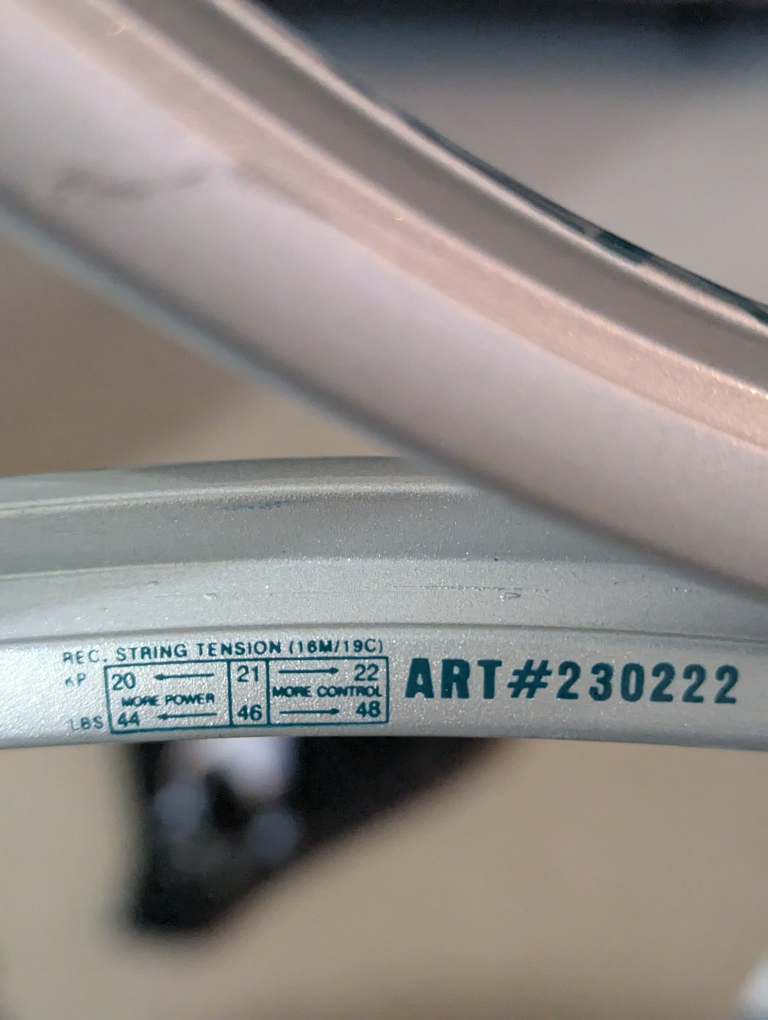 REC. STRING TENSION (16M/19C)
KP 20 21 22
MORE POWER MORE CONTROL
LBS 44 46 48
ART#230222